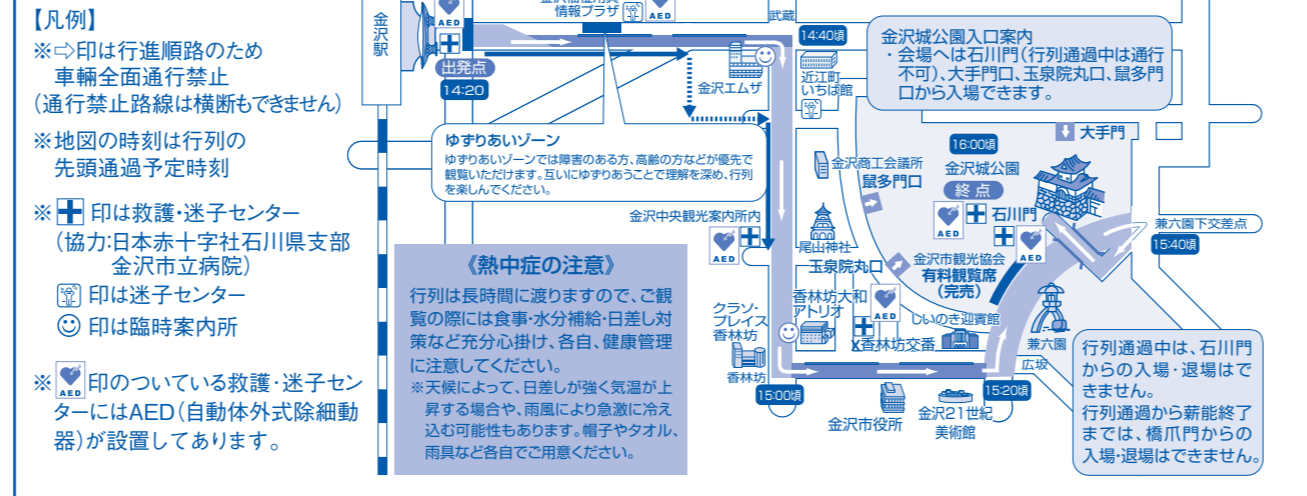 【凡例】
※⇨印は行進順路のため
車輛全面通行禁止
(通行禁止路線は横断もできません)
※地図の時刻は行列の
先頭通過予定時刻
※ 印は救護・迷子センター
(協力:日本赤十字社石川県支部
金沢市立病院)
印は迷子センター
印は臨時案内所
※ AED 印のついている救護・迷子セン
ターにはAED(自動体外式除細動
器)が設置してあります。
金沢駅
AED
出発点
14:20
情報プラザ
AED
武蔵
14:40頃
金沢エムザ
近江町
いちば館
金沢城公園入口案内
・会場へは石川門(行列通過中は通行
不可)、大手門口、玉泉院丸口、鼠多門
口から入場できます。
ゆずりあいゾーン
ゆずりあいゾーンでは障害のある方、高齢の方などが優先で
観覧いただけます。互いにゆずりあうことで理解を深め、行列
を楽しんでください。
大手門
16:00頃
金沢城公園
終点
金沢商工会議所
鼠多門口
AED
石川門
AED
兼六園下交差点
15:40頃
金沢中央観光案内所内
AED
尾山神社
玉泉院丸口
金沢市観光協会
有料観覧席
(完売)
《熱中症の注意》
行列は長時間に渡りますので、ご観
覧の際には食事・水分補給・日差し対
策など充分心掛け、各自、健康管理
に注意してください。
※天候によって、日差しが強く気温が上
昇する場合や、雨風により急激に冷え
込む可能性もあります。帽子やタオル、
雨具など各自でご用意ください。
クラソ・
プレイス
香林坊
香林坊
香林坊大和
アトリオ
AED
X香林坊交番
しいのき迎賓館
兼六園
広坂
15:00頃
15:20頃
金沢市役所
金沢21世紀
美術館
行列通過中は、石川門
からの入場・退場はで
きません。
行列通過から薪能終了
までは、橋爪門からの
入場・退場はできません。